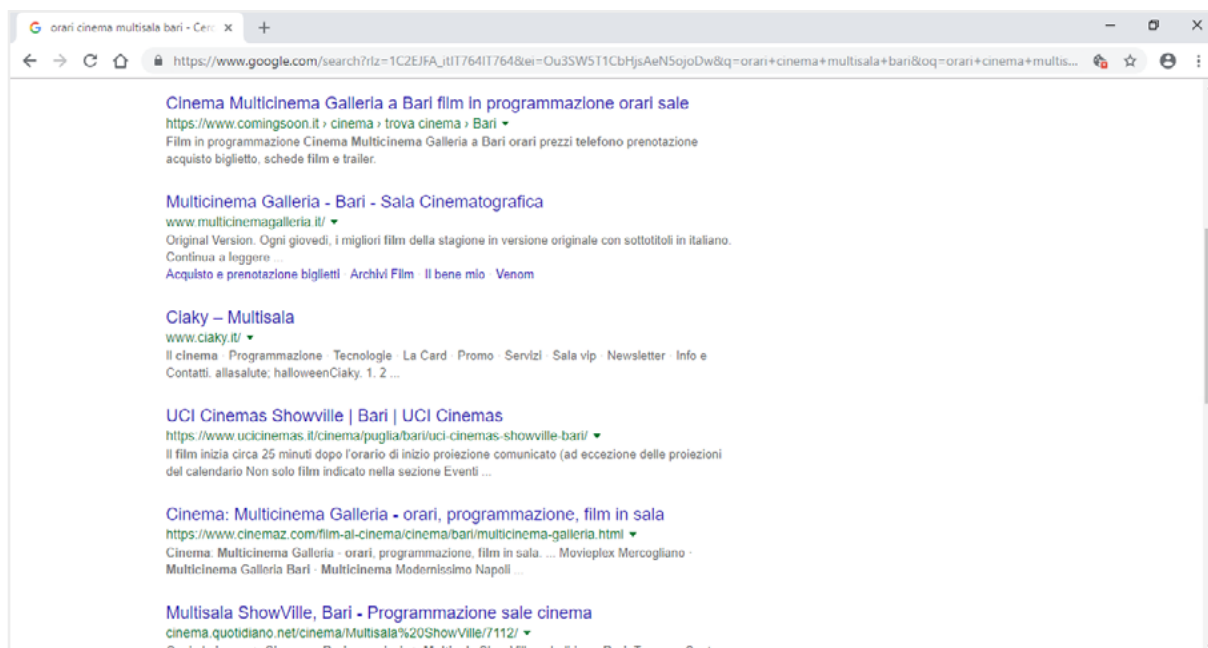 orari cinema multisala bari - Cerc
https://www.google.com/search?rlz=1C2EJFA_itIT764IT764&ei=Ou3SW5T1CbHjsAeN5ojoDw&q=orari+cinema+multisala+bari&oq=orari+cinema+multis...
Cinema Multicinema Galleria a Bari film in programmazione orari sale
https://www.comingsoon.it › cinema › trova cinema › Bari
Film in programmazione Cinema Multicinema Galleria a Bari orari prezzi telefono prenotazione
acquisto biglietto, schede film e trailer.
Multicinema Galleria - Bari - Sala Cinematografica
www.multicinemagalleria.it/
Original Version. Ogni giovedi, i migliori film della stagione in versione originale con sottotitoli in italiano.
Continua a leggere ...
Acquisto e prenotazione biglietti · Archivi Film · Il bene mio · Venom
Ciaky – Multisala
www.ciaky.it/
Il cinema · Programmazione · Tecnologie · La Card · Promo · Servizi · Sala vip · Newsletter · Info e
Contatti. allasalute; halloweenCiaky. 1. 2 ...
UCI Cinemas Showville | Bari | UCI Cinemas
https://www.ucicinemas.it/cinema/puglia/bari/uci-cinemas-showville-bari/
Il film inizia circa 25 minuti dopo l'orario di inizio proiezione comunicato (ad eccezione delle proiezioni
del calendario Non solo film indicato nella sezione Eventi ...
Cinema: Multicinema Galleria - orari, programmazione, film in sala
https://www.cinemaz.com/film-al-cinema/cinema/bari/multicinema-galleria.html
Cinema: Multicinema Galleria - orari, programmazione, film in sala. ... Movieplex Mercogliano ·
Multicinema Galleria Bari · Multicinema Modernissimo Napoli ...
Multisala ShowVille, Bari - Programmazione sale cinema
cinema.quotidiano.net/cinema/Multisala%20ShowVille/7112/